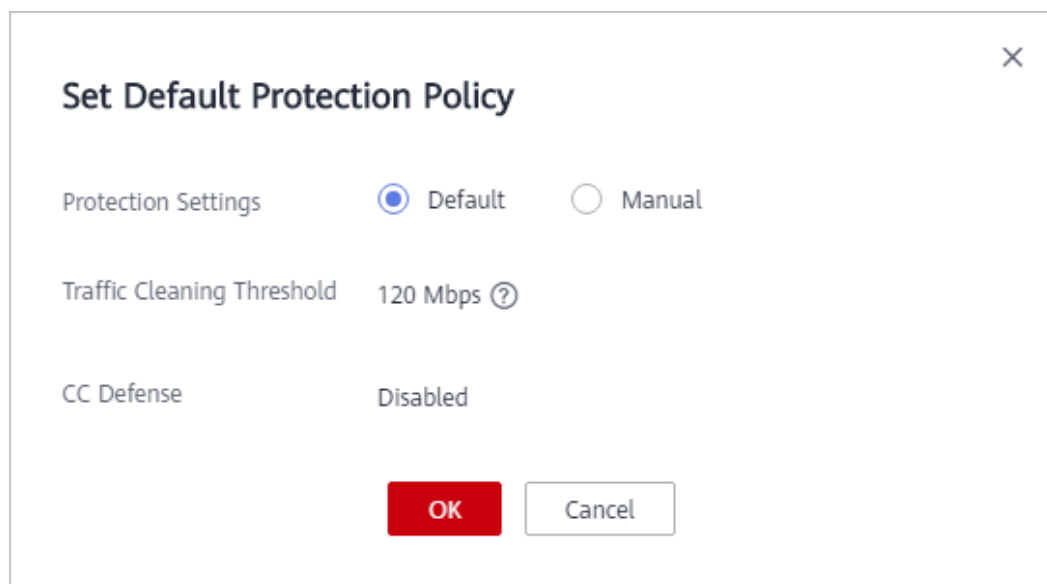 Set Default Protection Policy
Protection Settings Default Manual
Traffic Cleaning Threshold 120 Mbps ?
CC Defense Disabled
OK Cancel